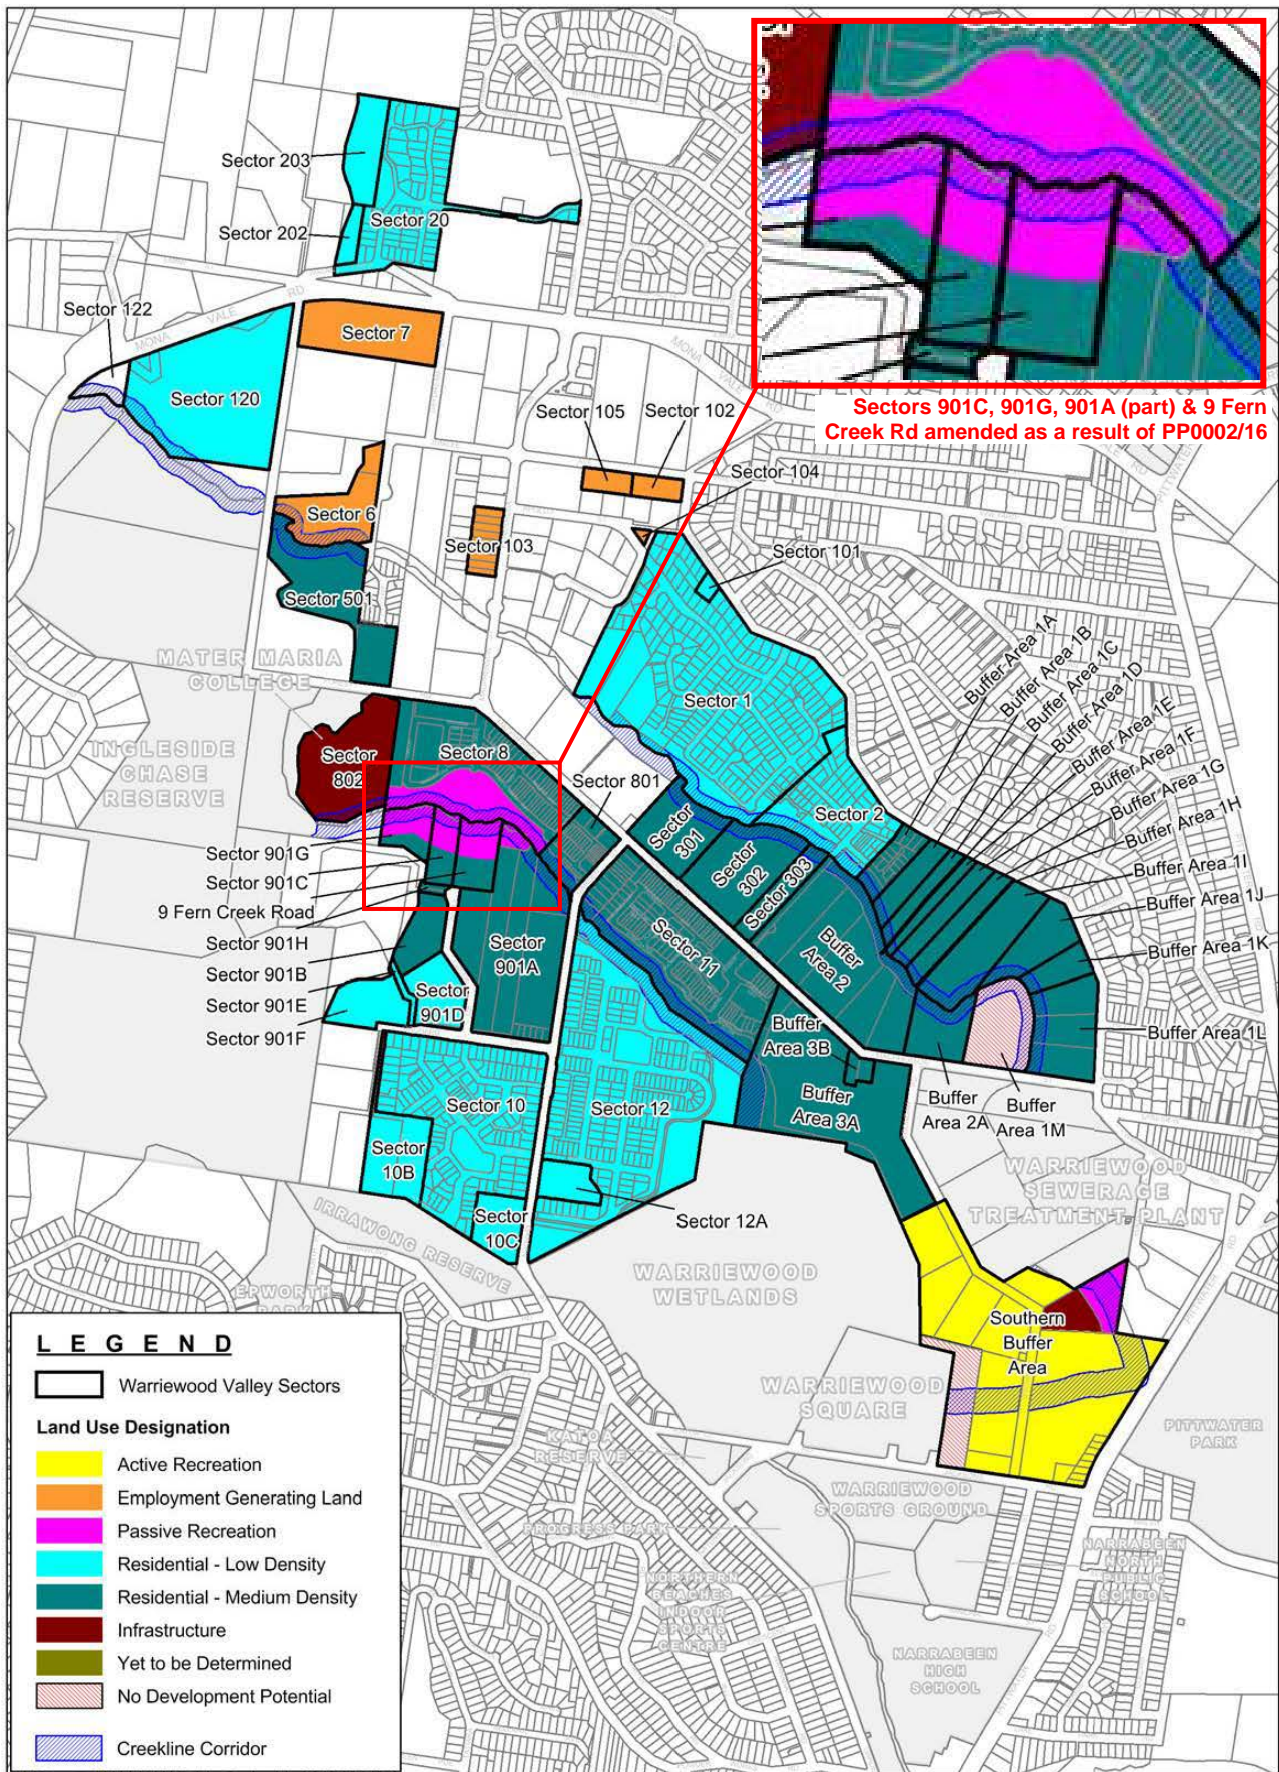 Sectors 901C, 901G, 901A (part) & 9 Fern
Creek Rd amended as a result of PP0002/16
Sector 203
Sector 20
Sector 202
Sector 122
MONA VALE RD
Sector 7
MONA VALE RD
Sector 120
Sector 105
Sector 102
Sector 104
Sector 6
Sector 103
Sector 101
Sector 501
MATER MARIA
COLLEGE
Buffer Area 1A
Buffer Area 1B
Buffer Area 1C
Buffer Area 1D
Buffer Area 1E
Buffer Area 1F
Buffer Area 1G
Buffer Area 1H
Buffer Area 1I
Buffer Area 1J
Buffer Area 1K
Buffer Area 1L
Sector 1
INGLESIDE
CHASE
RESERVE
Sector
802
Sector 8
Sector 801
Sector 2
Sector
301
Sector
302
Sector 303
Sector 901G
Sector 901C
9 Fern Creek Road
Sector 901H
Sector 901B
Sector 901E
Sector 901F
Sector
901A
Sector
901D
Sector 11
Buffer
Area 2
Buffer
Area 3B
Buffer
Area 3A
Buffer
Area 2A
Buffer
Area 1M
Sector 10
Sector 12
Sector
10B
Sector
10C
Sector 12A
WARRIEWOOD
SEWERAGE
TREATMENT PLANT
IRRAWONG RESERVE
EPWORTH
PARK
WARRIEWOOD
WETLANDS
Southern
Buffer
Area
PITTWATER RD
WARRIEWOOD
SQUARE
PITTWATER
PARK
KATOA
RESERVE
WARRIEWOOD
SPORTS GROUND
PROGRESS PARK
NORTHERN
BEACHES
INDOOR
SPORTS
CENTRE
NARRABEEN
NORTH
PUBLIC
SCHOOL
NARRABEEN
HIGH
SCHOOL
LEGEND
Warriewood Valley Sectors
Land Use Designation
Active Recreation
Employment Generating Land
Passive Recreation
Residential - Low Density
Residential - Medium Density
Infrastructure
Yet to be Determined
No Development Potential
Creekline Corridor